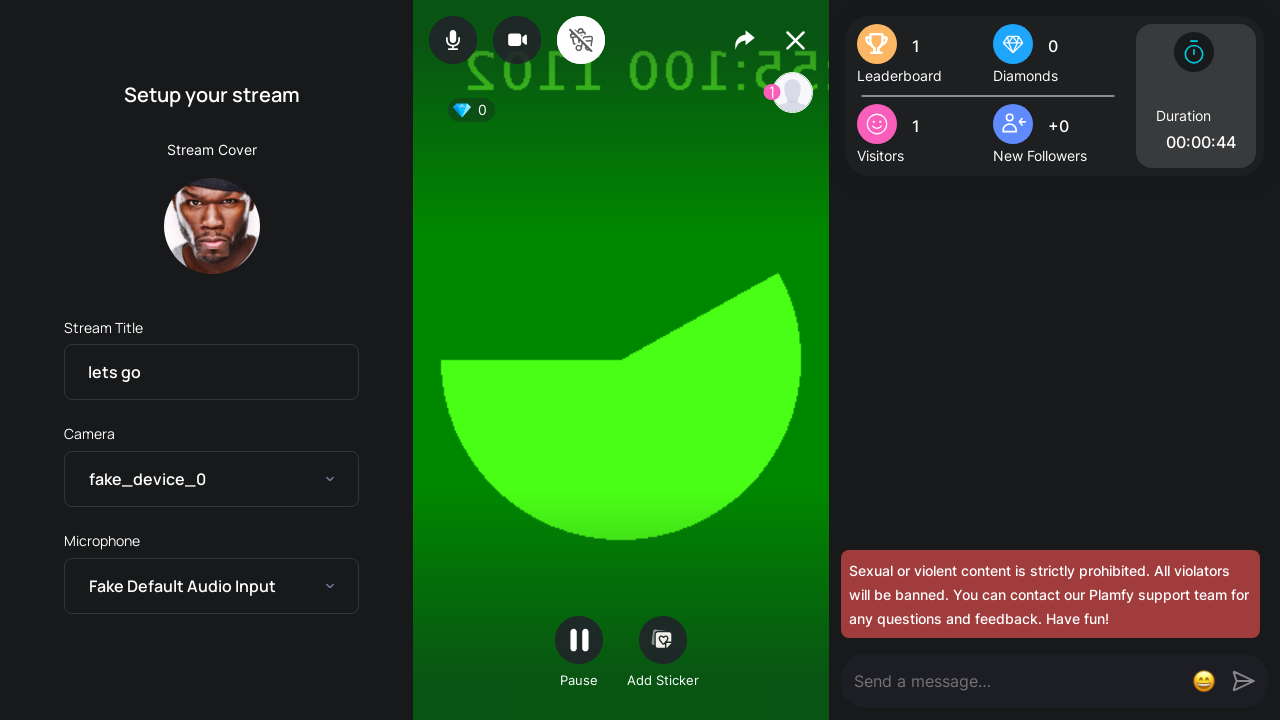 Setup your stream
Stream Cover
Stream Title
lets go
Camera
fake_device_0
Microphone
Fake Default Audio Input
0
1
Pause
Add Sticker
1
Leaderboard
0
Diamonds
1
Visitors
+0
New Followers
Duration
00:00:44
Sexual or violent content is strictly prohibited. All violators
will be banned. You can contact our Plamfy support team for
any questions and feedback. Have fun!
Send a message...